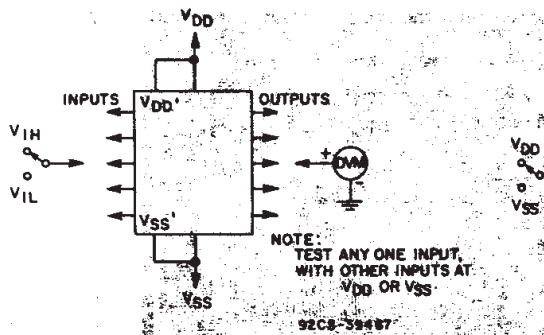 VDD
INPUTS
VDD'
OUTPUTS
VIH
VIL
+
DVM
-
VDD
VSS
VSS'
NOTE:
TEST ANY ONE INPUT,
WITH OTHER INPUTS AT
VDD OR VSS
VSS
92CS-39467